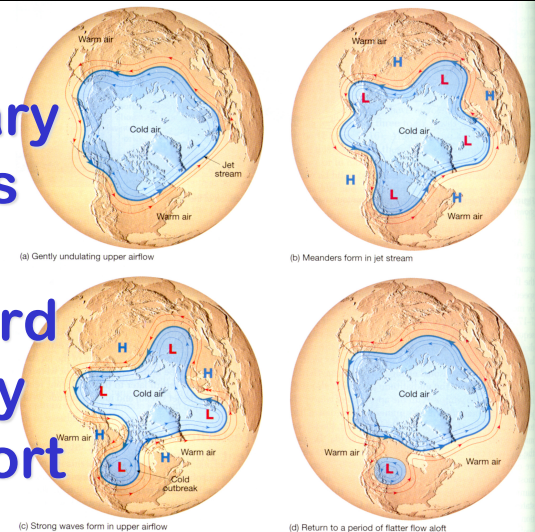 Warm air
Cold air
Jet
stream
Warm air
(a) Gently undulating upper airflow
Warm air
H
L
L
H
Cold air
L
H
L
H
Warm air
(b) Meanders form in jet stream
ary
s
H
L
H
L
Cold air
L
Warm air
H
H
Warm air
L
Cold
outbreak
(c) Strong waves form in upper airflow
rd
y
ort
Cold air
Warm air
L
Warm air
(d) Return to a period of flatter flow aloft